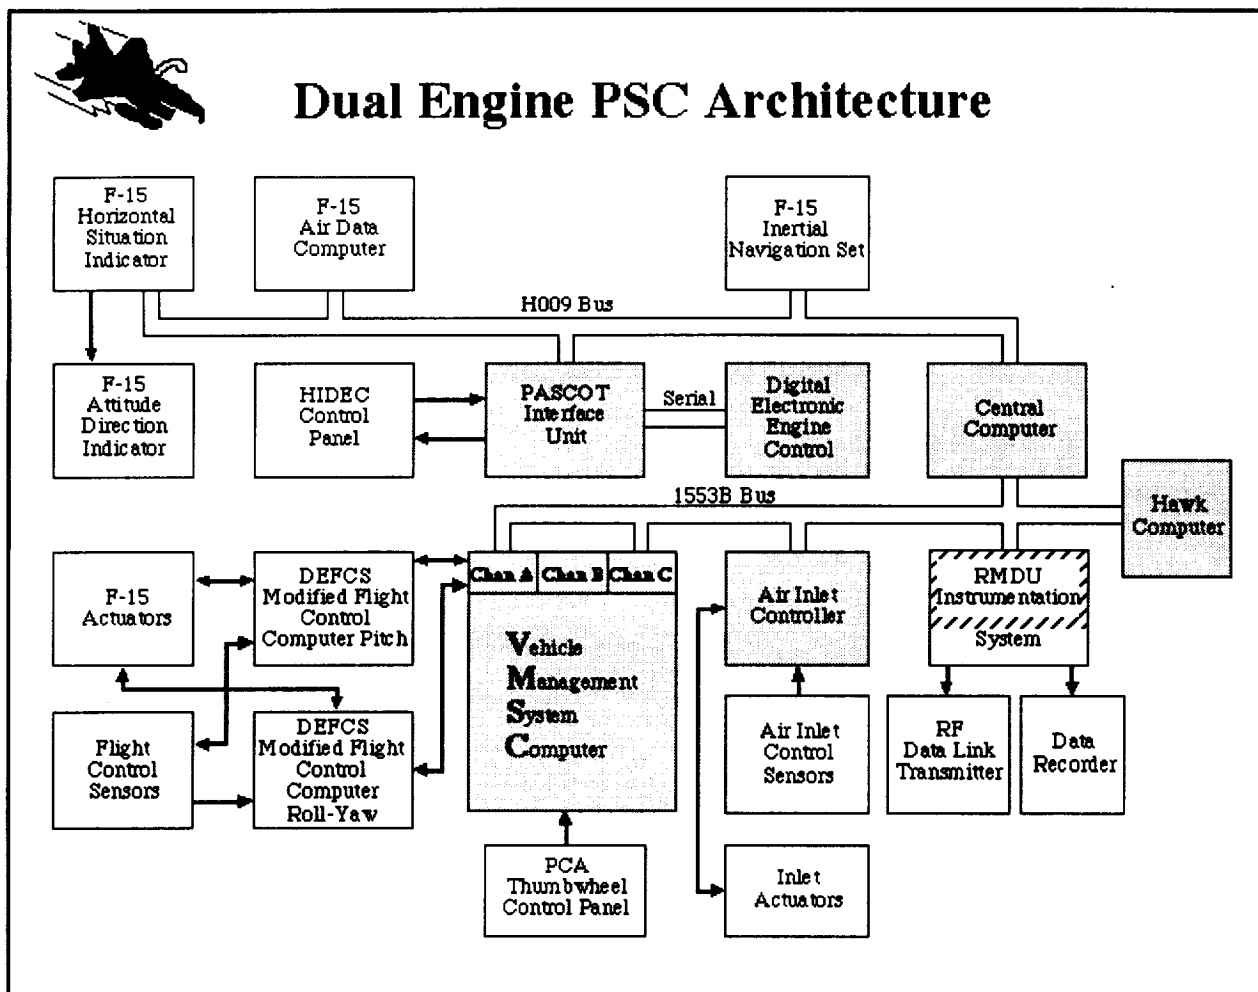 Dual Engine PSC Architecture
F-15
Horizontal
Situation
Indicator
F-15
Air Data
Computer
F-15
Inertial
Navigation Set
H009 Bus
F-15
Attitude
Direction
Indicator
HIDEC
Control
Panel
PASCOT
Interface
Unit
Serial
Digital
Electronic
Engine
Control
Central
Computer
1553B Bus
Hawk
Computer
F-15
Actuators
DEFCS
Modified Flight
Control
Computer Pitch
Chan A
Chan B
Chan C
Vehicle
Management
System
Computer
Air Inlet
Controller
RMDU
Instrumentation
System
Flight
Control
Sensors
DEFCS
Modified Flight
Control
Computer
Roll-Yaw
Air Inlet
Control
Sensors
RF
Data Link
Transmitter
Data
Recorder
PCA
Thumbwheel
Control Panel
Inlet
Actuators